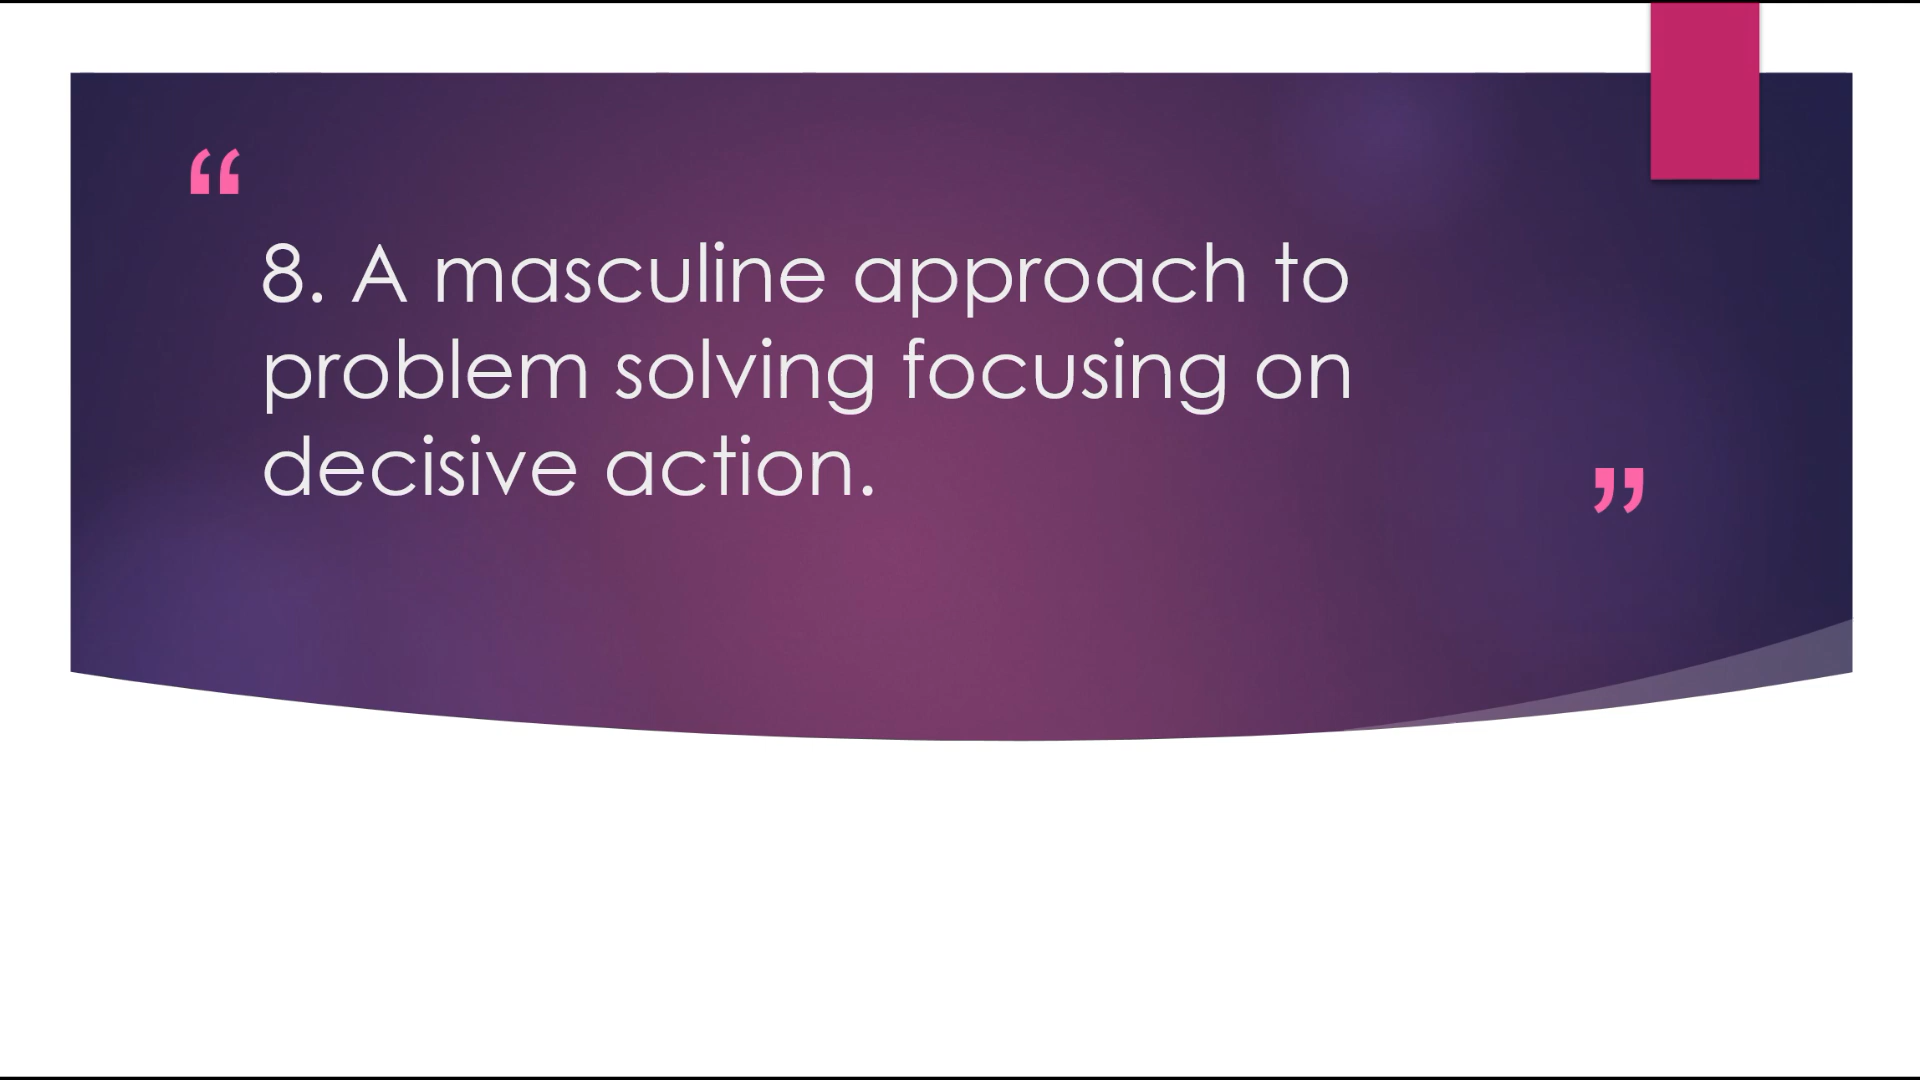 “
8. A masculine approach to
problem solving focusing on
decisive action.
”